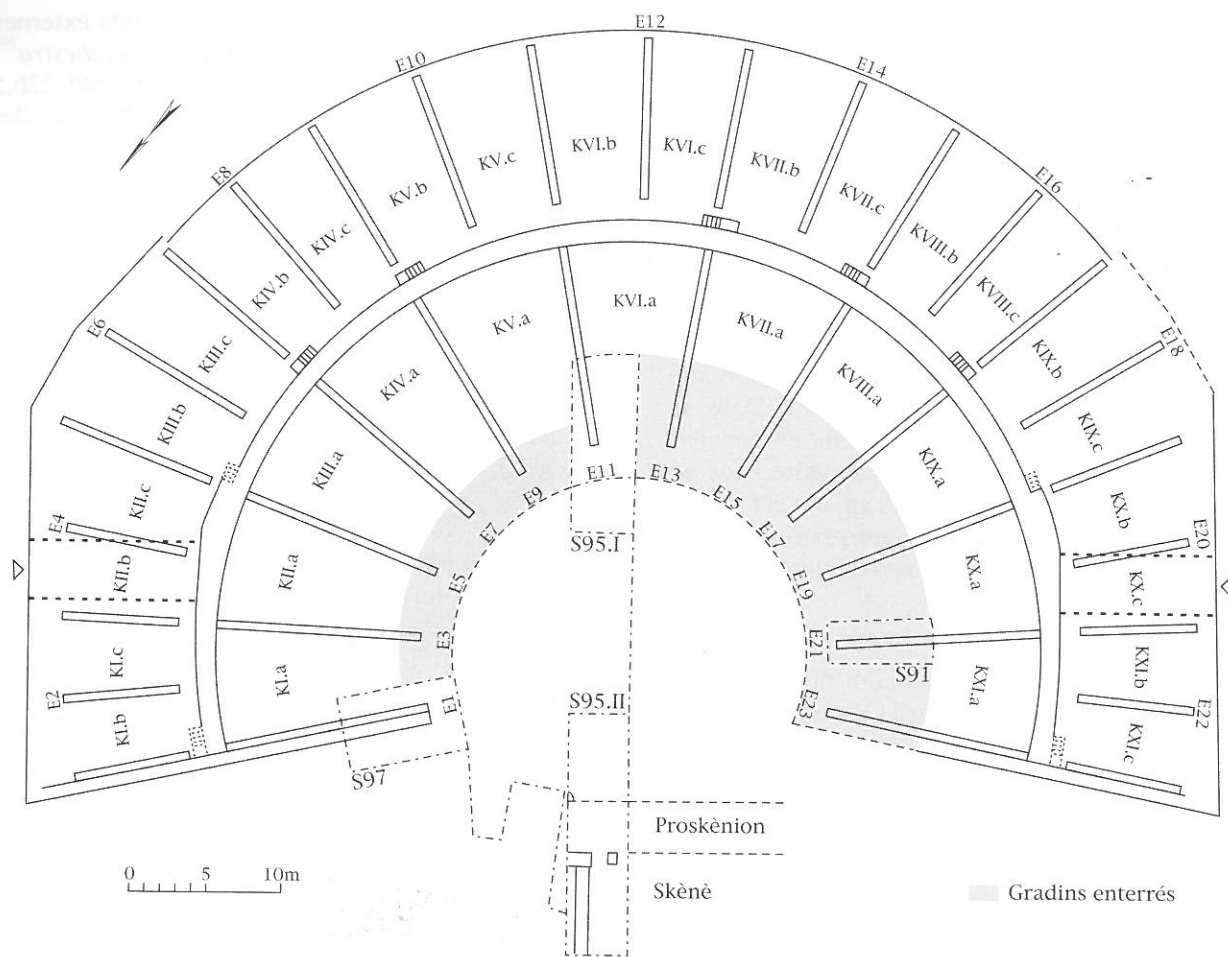 E12
E10
E14
E8
E16
E6
E18
E4
E20
E2
E22
KV.c
KVI.b
KVI.c
KVII.b
KV.b
KVII.c
KIV.c
KVIII.b
KIV.b
KVIII.c
KIII.c
KIX.b
KIII.b
KIX.c
KII.c
KX.b
KII.b
KX.c
KI.c
KXI.b
KI.b
KXI.c
KVI.a
KV.a
KVII.a
KIV.a
KVIII.a
KIII.a
KIX.a
KII.a
KX.a
KI.a
KXI.a
E11
E13
E9
E15
E7
E17
E5
E19
E3
E21
E1
E23
S95.I
S91
S95.II
S97
Proskènion
Skènè
0 5 10m
Gradins enterrés